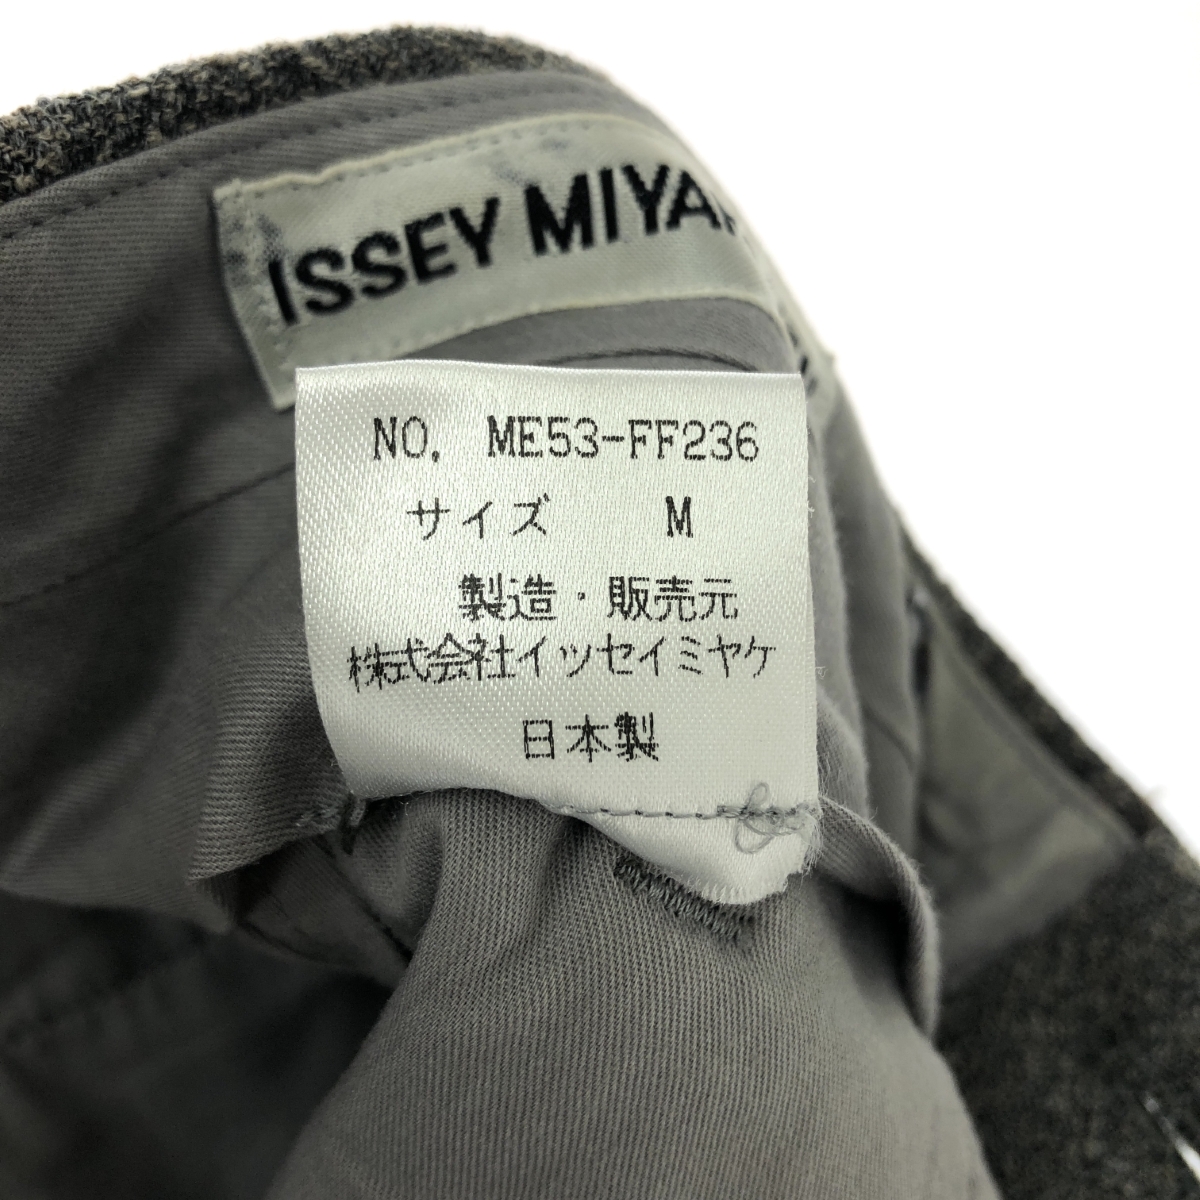 ISSEY
NO. ME53-FF236
サイズ M
製造・販売元
株式会社イッセイミヤケ
日本製